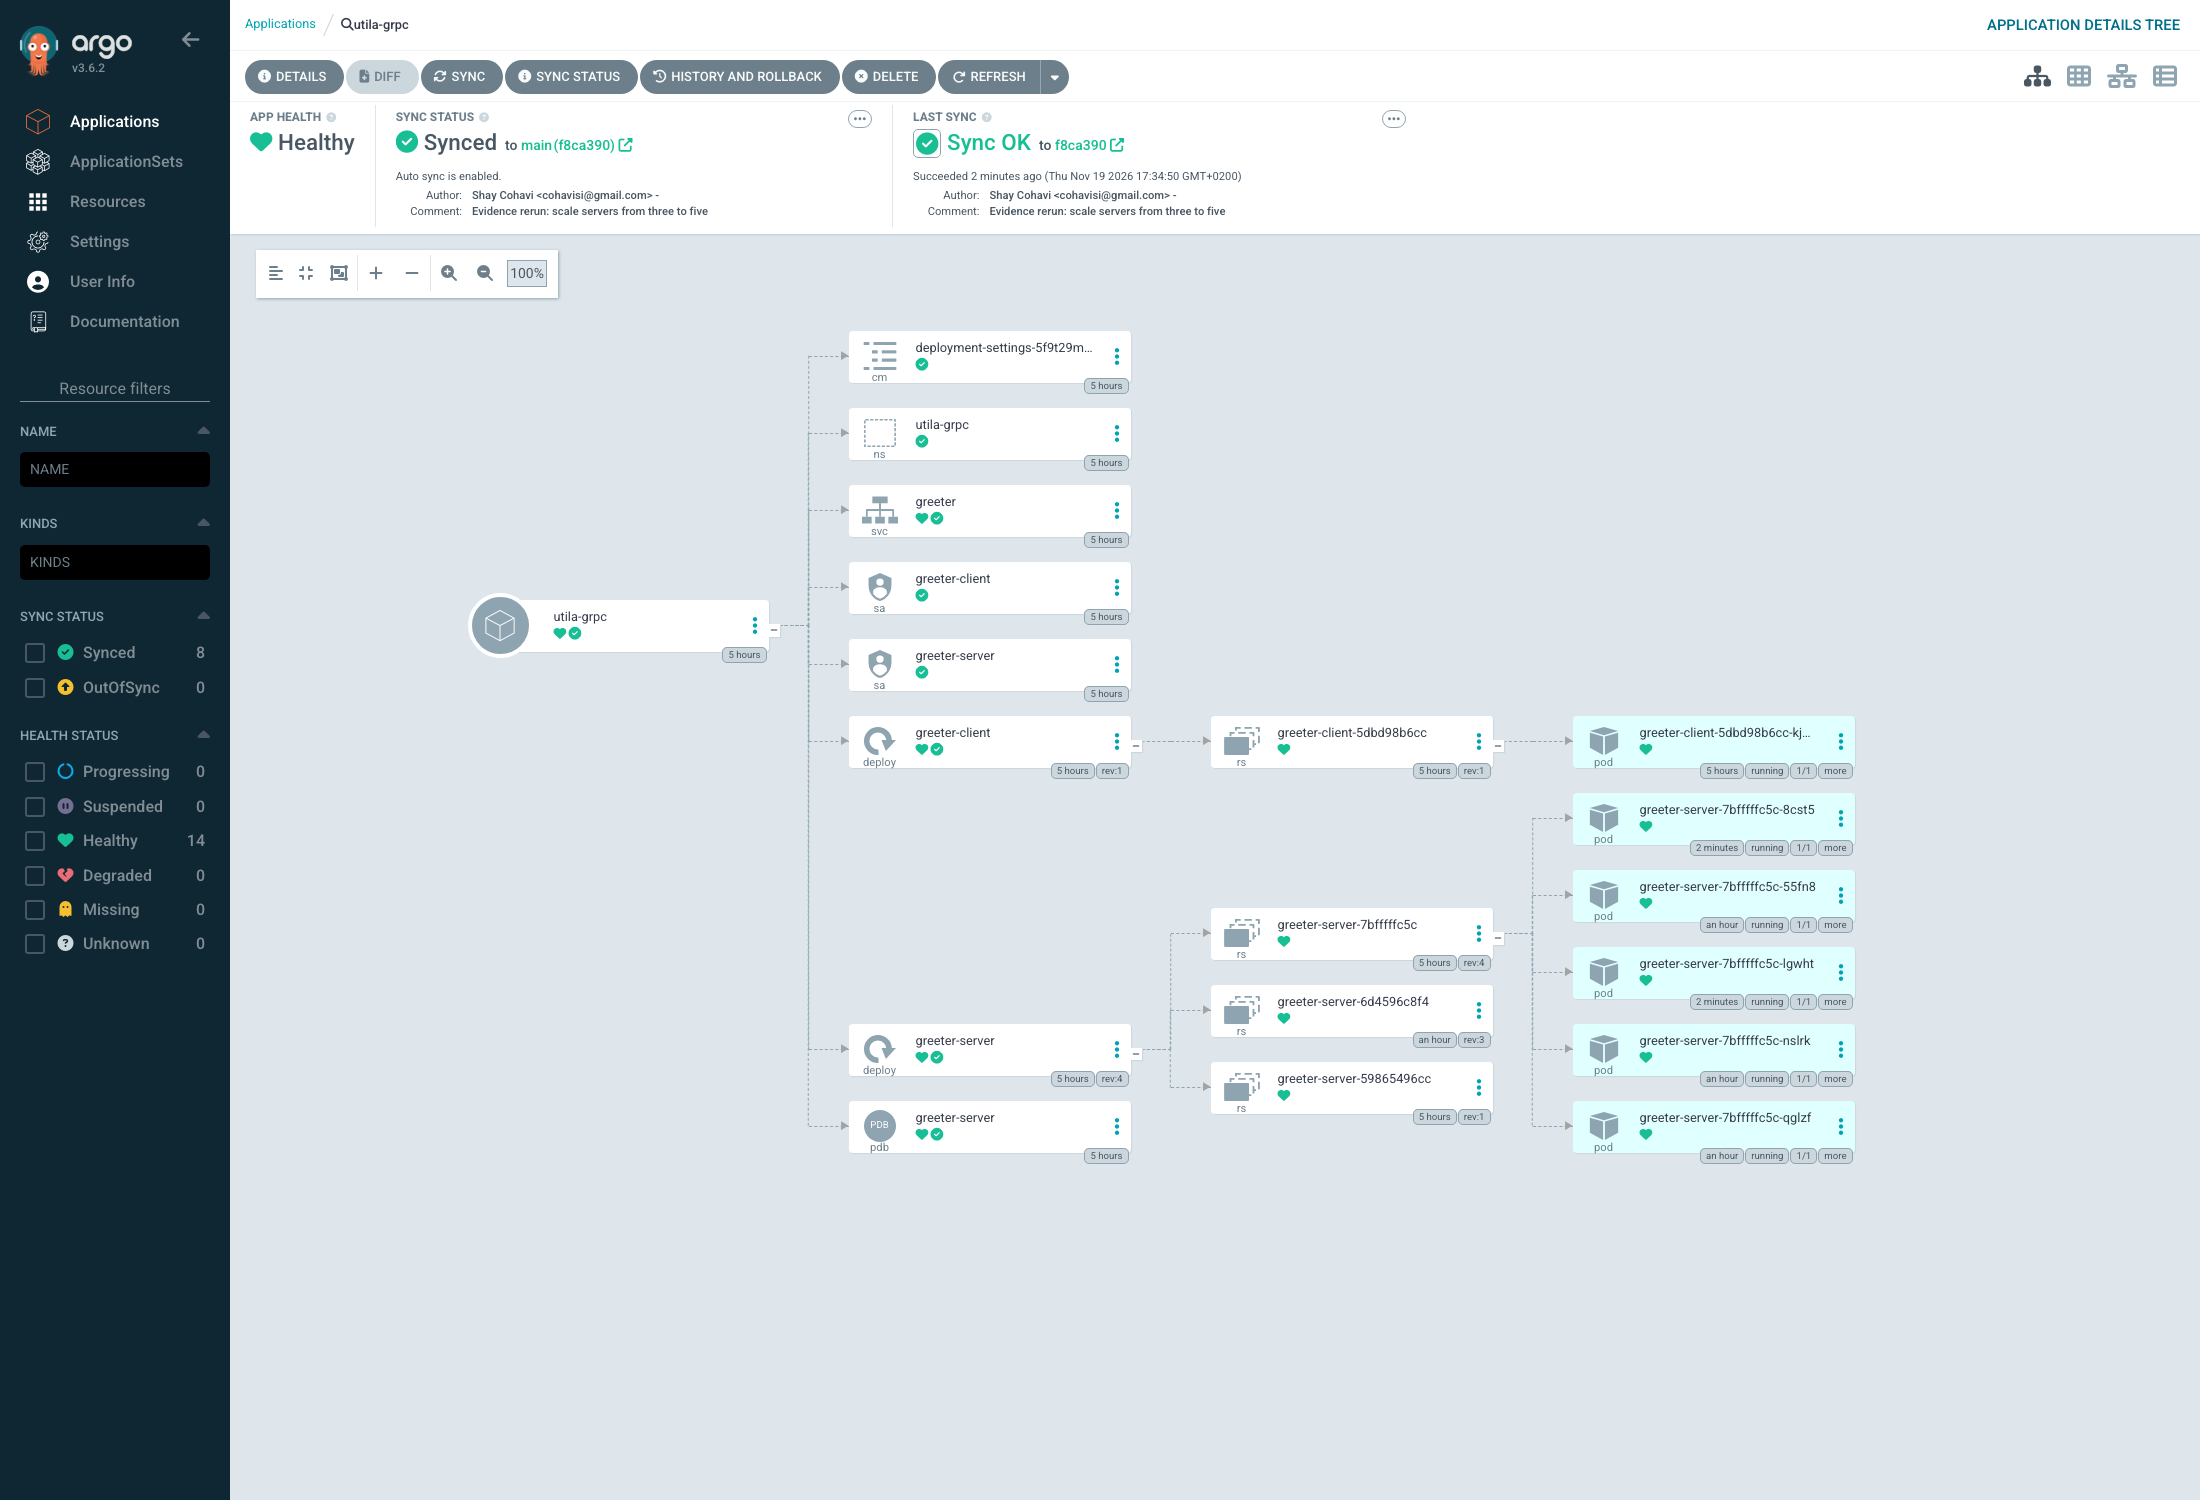 argo
v3.6.2
Applications
ApplicationSets
Resources
Settings
User Info
Documentation
Resource filters
NAME
NAME
KINDS
KINDS
SYNC STATUS
Synced 8
OutOfSync 0
HEALTH STATUS
Progressing 0
Suspended 0
Healthy 14
Degraded 0
Missing 0
Unknown 0
Applications / utila-grpc
APPLICATION DETAILS TREE
DETAILS DIFF SYNC SYNC STATUS HISTORY AND ROLLBACK DELETE REFRESH
APP HEALTH
Healthy
SYNC STATUS
Synced to main (f8ca390)
Auto sync is enabled.
Author: Shay Cohavi <cohavisi@gmail.com> -
Comment: Evidence rerun: scale servers from three to five
LAST SYNC
Sync OK to f8ca390
Succeeded 2 minutes ago (Thu Nov 19 2026 17:34:50 GMT+0200)
Author: Shay Cohavi <cohavisi@gmail.com> -
Comment: Evidence rerun: scale servers from three to five
100%
utila-grpc
5 hours
deployment-settings-5f9t29m...
cm
5 hours
utila-grpc
ns
5 hours
greeter
svc
5 hours
greeter-client
sa
5 hours
greeter-server
sa
5 hours
greeter-client
deploy
5 hours rev:1
greeter-server
deploy
5 hours rev:4
greeter-server
PDB
pdb
5 hours
greeter-client-5dbd98b6cc
rs
5 hours rev:1
greeter-server-7bfffffc5c
rs
5 hours rev:4
greeter-server-6d4596c8f4
rs
an hour rev:3
greeter-server-59865496cc
rs
5 hours rev:1
greeter-client-5dbd98b6cc-kj...
pod
5 hours running 1/1 more
greeter-server-7bfffffc5c-8cst5
pod
2 minutes running 1/1 more
greeter-server-7bfffffc5c-55fn8
pod
an hour running 1/1 more
greeter-server-7bfffffc5c-lgwht
pod
2 minutes running 1/1 more
greeter-server-7bfffffc5c-nslrk
pod
an hour running 1/1 more
greeter-server-7bfffffc5c-qglzf
pod
an hour running 1/1 more